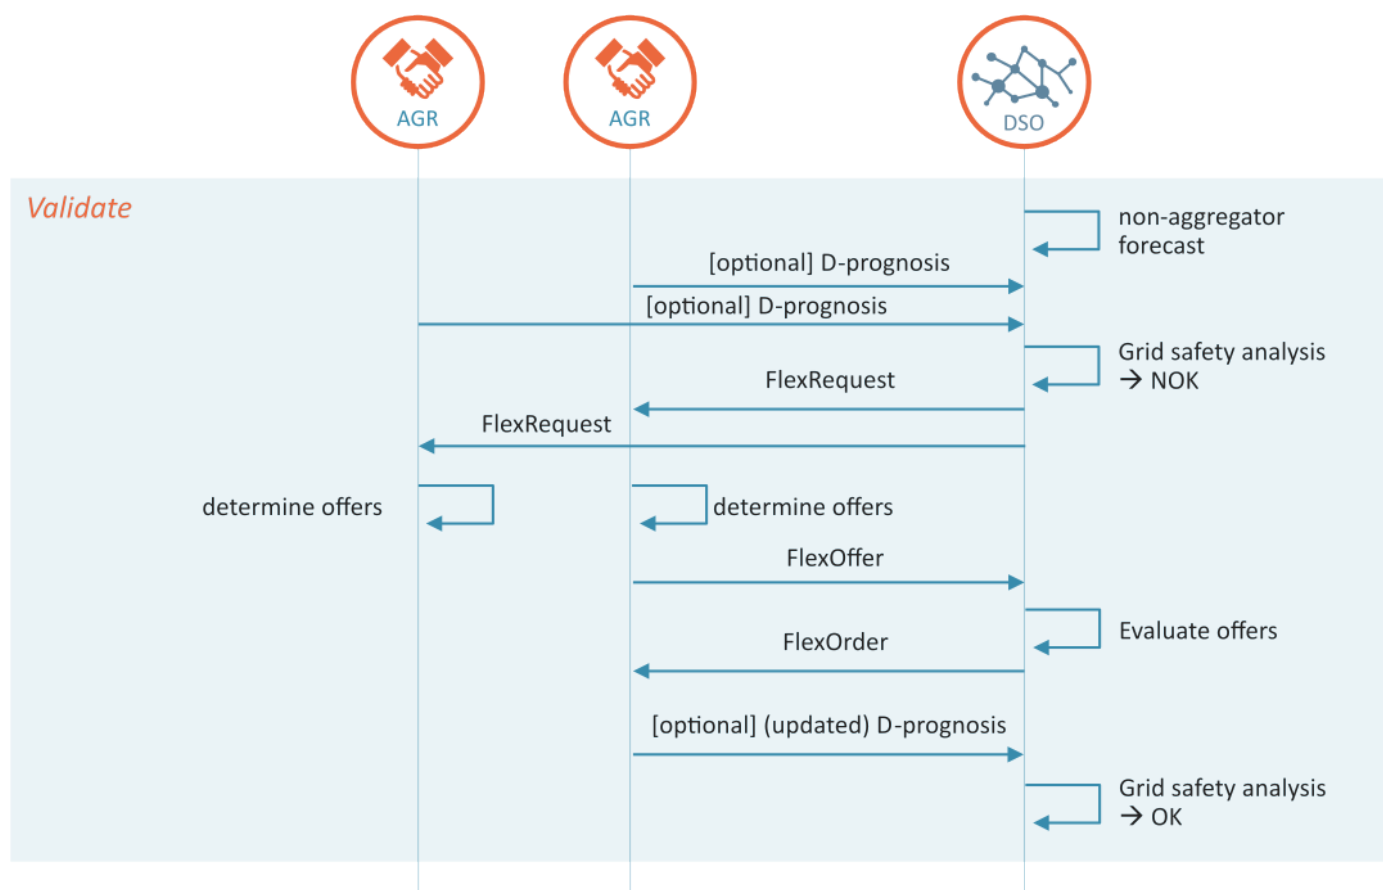 AGR
AGR
DSO
Validate
non-aggregator
forecast
[optional] D-prognosis
[optional] D-prognosis
Grid safety analysis
→ NOK
FlexRequest
FlexRequest
determine offers
determine offers
FlexOffer
Evaluate offers
FlexOrder
[optional] (updated) D-prognosis
Grid safety analysis
→ OK